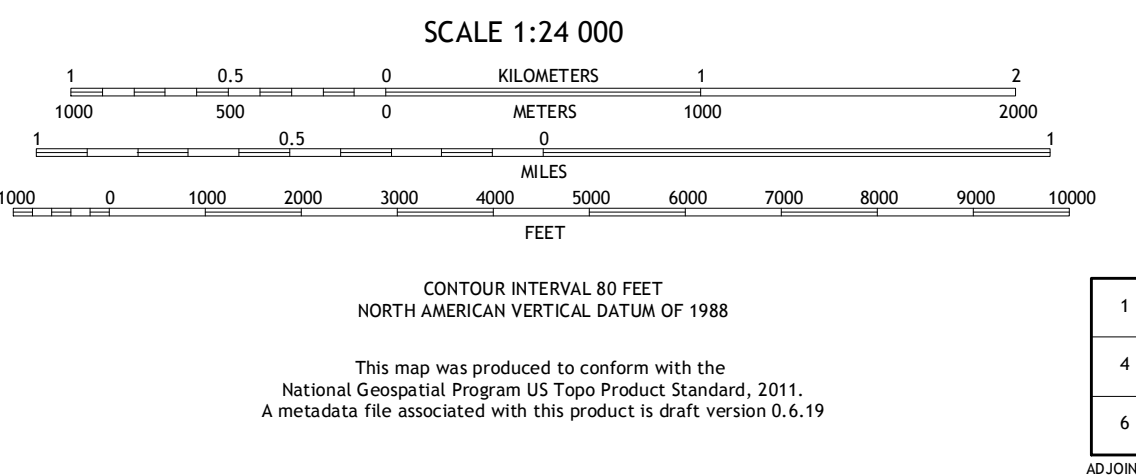 SCALE 1:24 000
1 0.5 0 KILOMETERS 1 2
1000 500 0 METERS 1000 2000
1 0.5 0 1
MILES
1000 0 1000 2000 3000 4000 5000 6000 7000 8000 9000 10000
FEET
CONTOUR INTERVAL 80 FEET
NORTH AMERICAN VERTICAL DATUM OF 1988
This map was produced to conform with the
National Geospatial Program US Topo Product Standard, 2011.
A metadata file associated with this product is draft version 0.6.19
1
4
6
ADJOIN